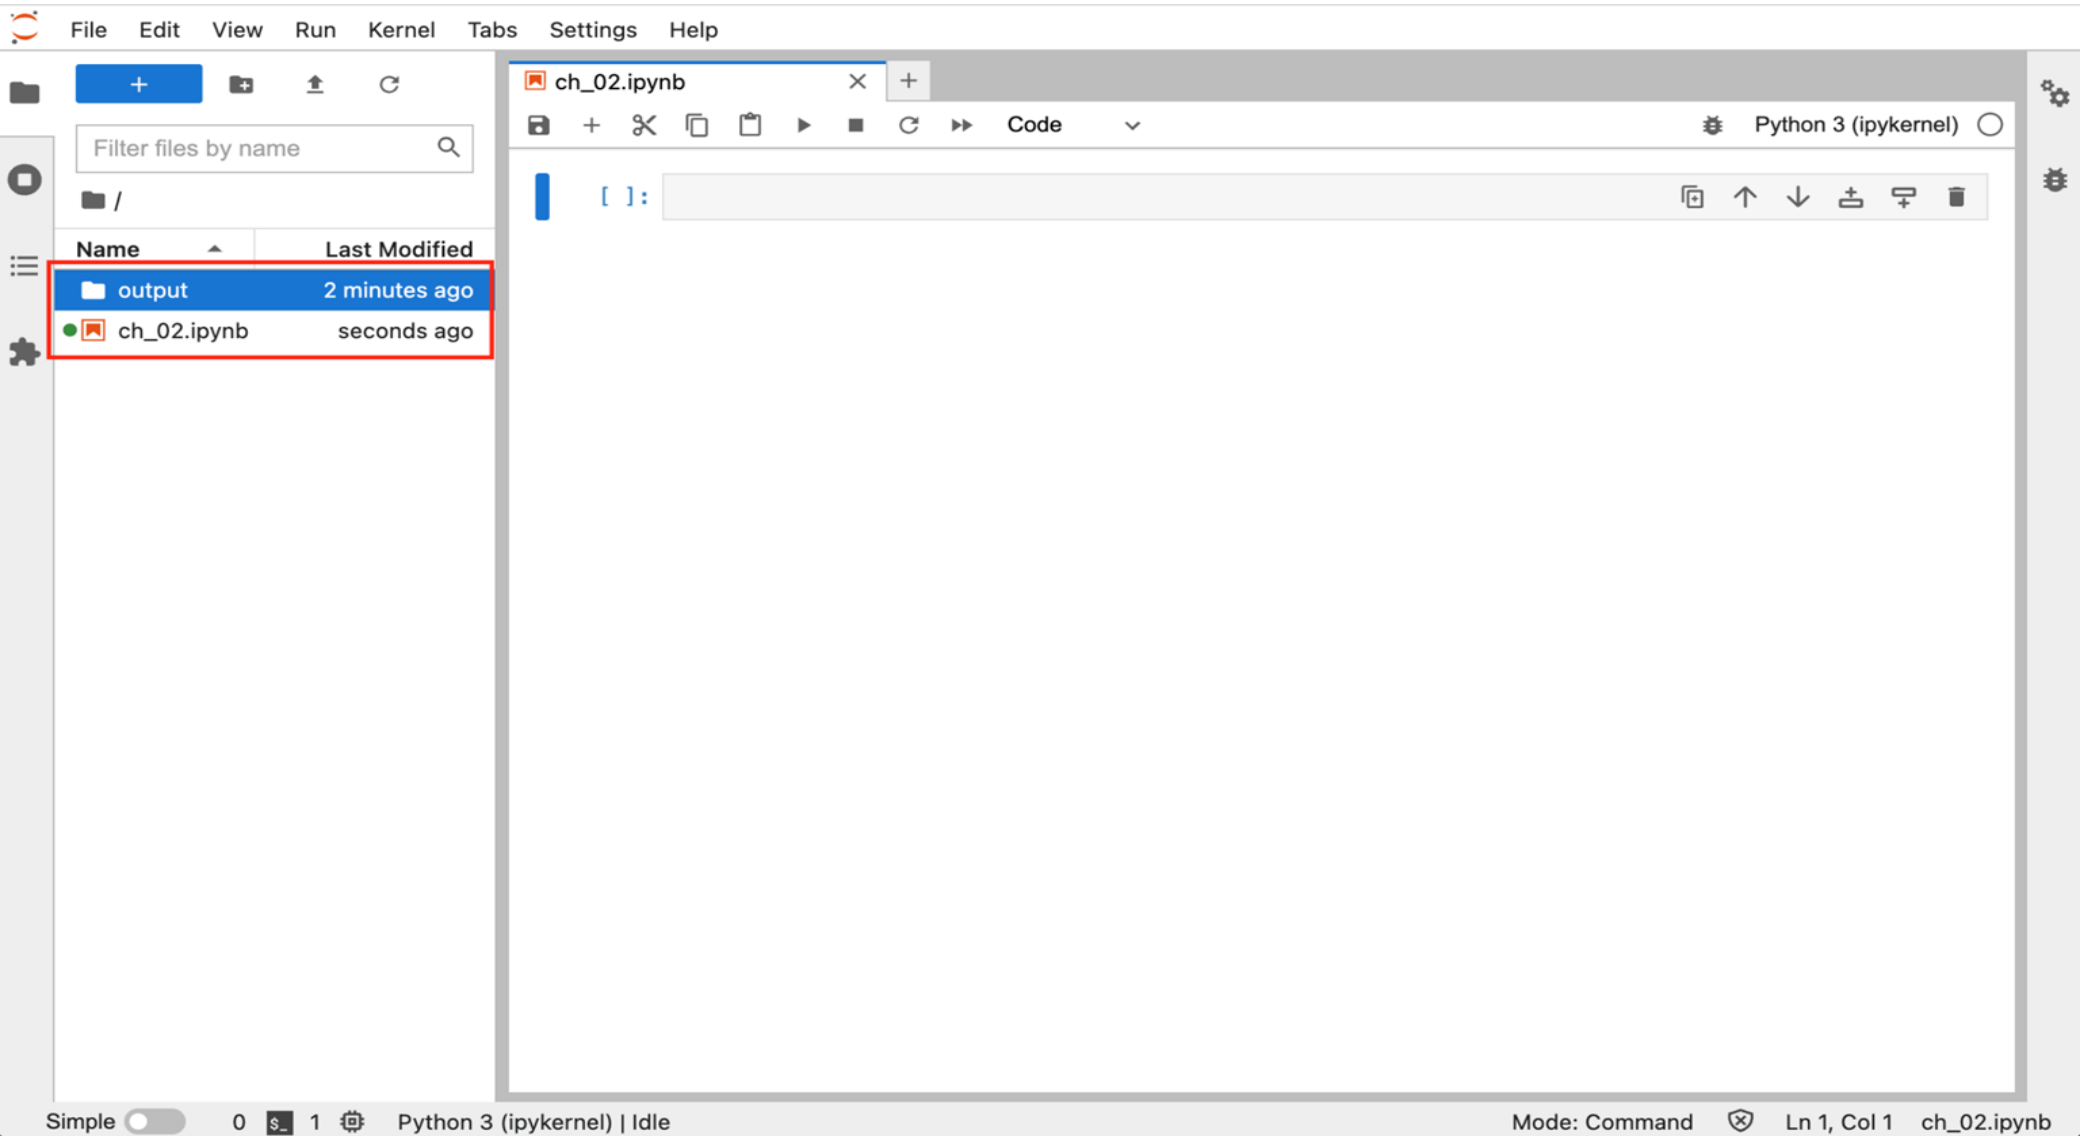 File Edit View Run Kernel Tabs Settings Help
+
Filter files by name
/
Name Last Modified
output 2 minutes ago
ch_02.ipynb seconds ago
ch_02.ipynb
Code Python 3 (ipykernel)
[ ]:
Simple 0 $_ 1 Python 3 (ipykernel) | Idle Mode: Command Ln 1, Col 1 ch_02.ipynb